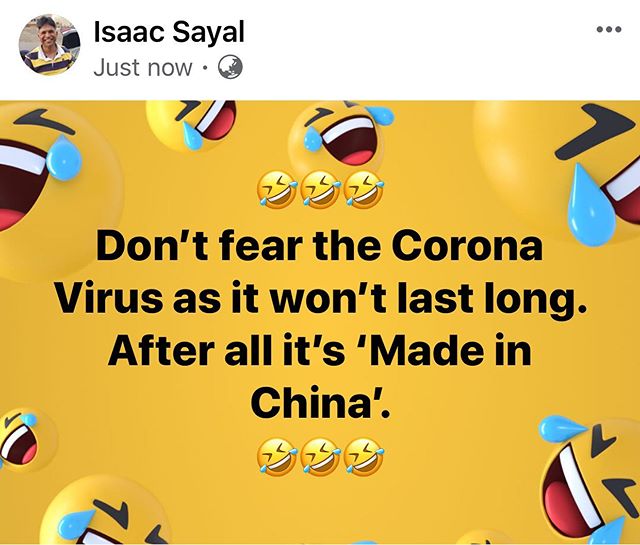 Isaac Sayal
Just now ·
🤣🤣🤣
Don’t fear the Corona
Virus as it won’t last long.
After all it’s ‘Made in
China’.
🤣🤣🤣